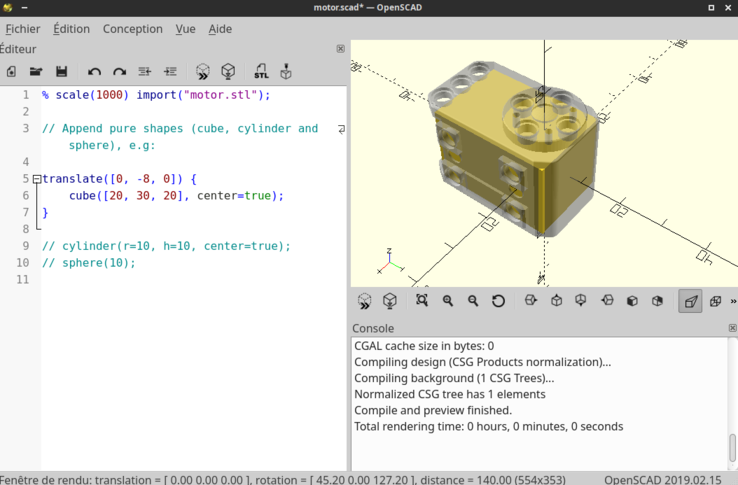 motor.scad* — OpenSCAD
Fichier Édition Conception Vue Aide
Éditeur
STL
1 % scale(1000) import("motor.stl");
2
3 // Append pure shapes (cube, cylinder and
sphere), e.g:
4
5 translate([0, -8, 0]) {
6 cube([20, 30, 20], center=true);
7 }
8
9 // cylinder(r=10, h=10, center=true);
10 // sphere(10);
11
20
20
40
z
x
Console
CGAL cache size in bytes: 0
Compiling design (CSG Products normalization)...
Compiling background (1 CSG Trees)...
Normalized CSG tree has 1 elements
Compile and preview finished.
Total rendering time: 0 hours, 0 minutes, 0 seconds
Fenêtre de rendu: translation = [ 0.00 0.00 0.00 ], rotation = [ 45.20 0.00 127.20 ], distance = 140.00 (554x353)
OpenSCAD 2019.02.15